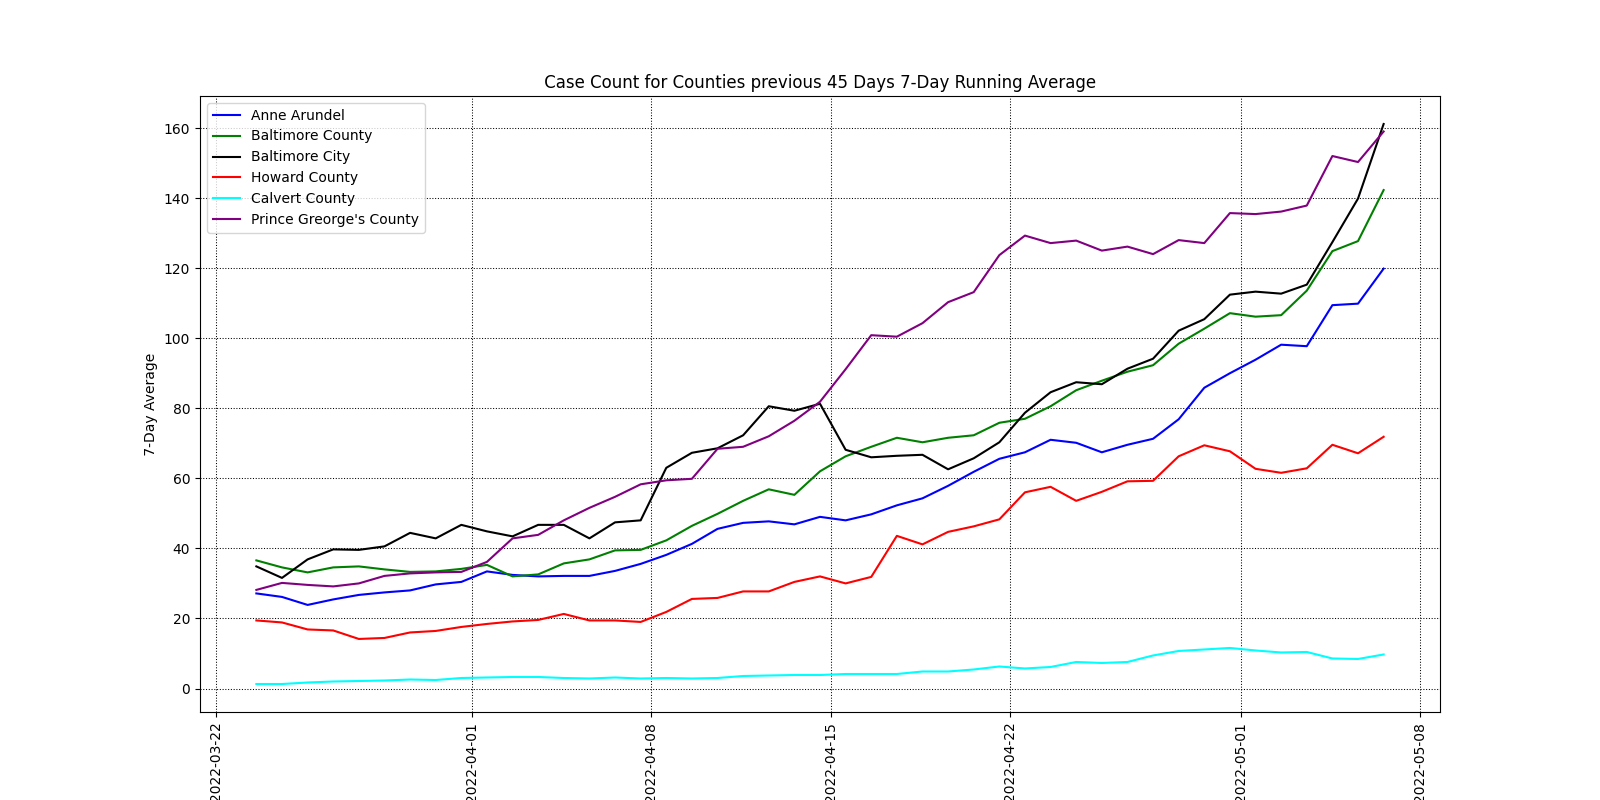 Case Count for Counties previous 45 Days 7-Day Running Average
Anne Arundel
Baltimore County
Baltimore City
Howard County
Calvert County
Prince Greorge's County
7-Day Average
160
140
120
100
80
60
40
20
0
2022-03-22
2022-04-01
2022-04-08
2022-04-15
2022-04-22
2022-05-01
2022-05-08